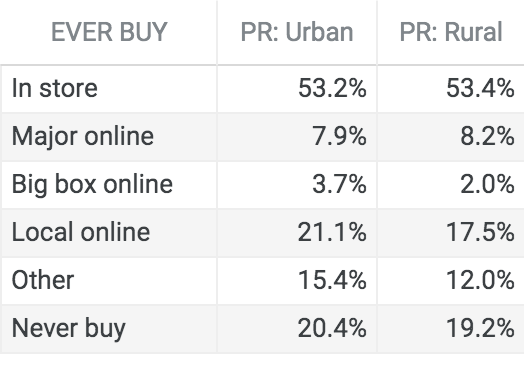 EVER BUY PR: Urban PR: Rural
In store 53.2% 53.4%
Major online 7.9% 8.2%
Big box online 3.7% 2.0%
Local online 21.1% 17.5%
Other 15.4% 12.0%
Never buy 20.4% 19.2%